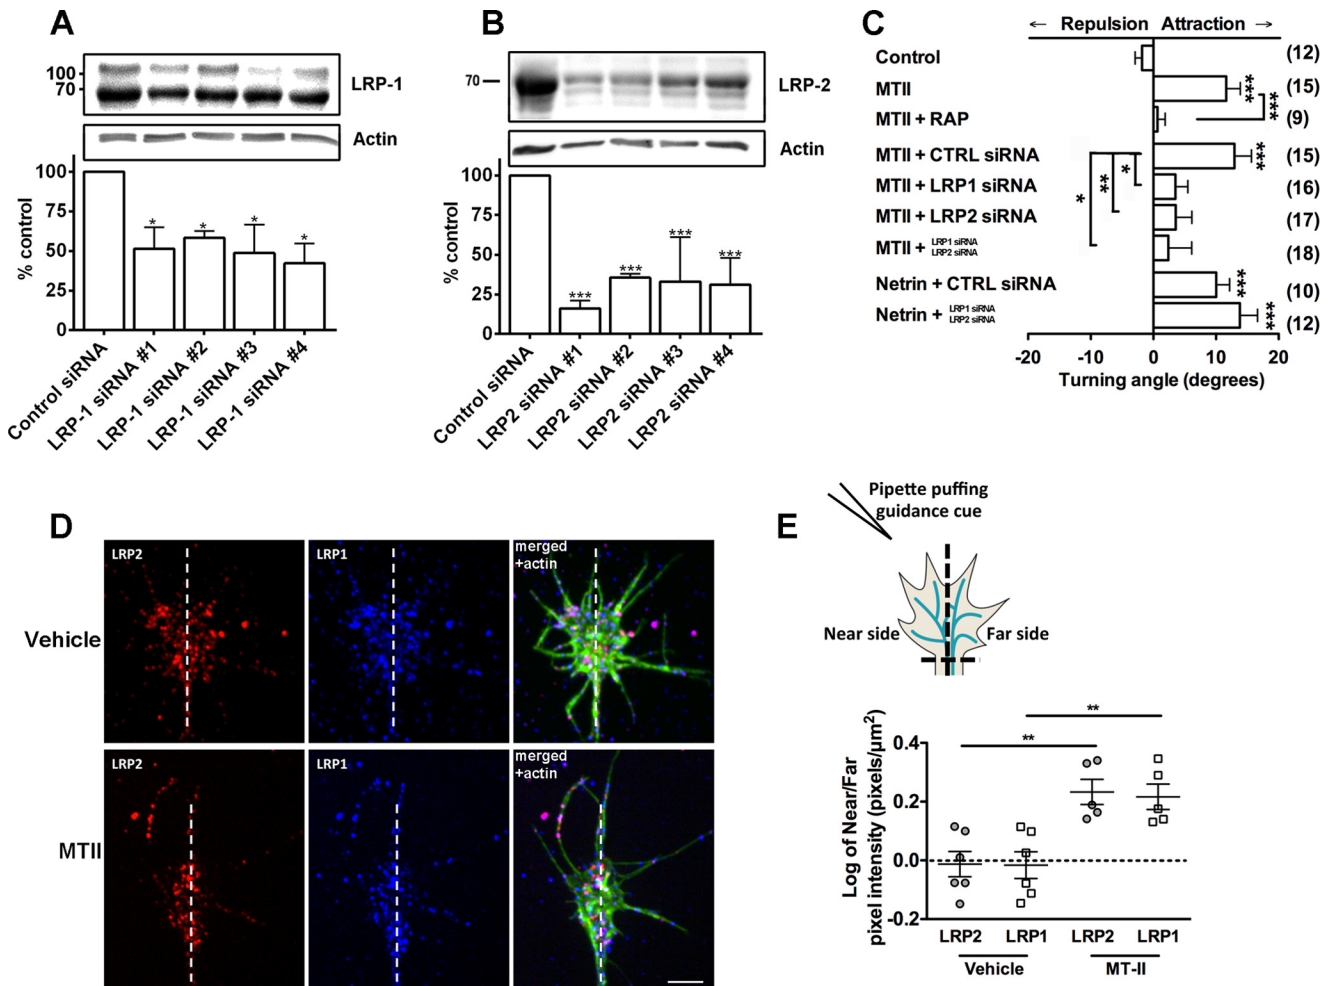 A
100
70
LRP-1
Actin
100
75
50
25
0
% control
*
*
*
*
Control siRNA
LRP-1 siRNA #1
LRP-1 siRNA #2
LRP-1 siRNA #3
LRP-1 siRNA #4
B
70
LRP-2
Actin
100
75
50
25
0
% control
***
***
***
***
Control siRNA
LRP2 siRNA #1
LRP2 siRNA #2
LRP2 siRNA #3
LRP2 siRNA #4
C
← Repulsion Attraction →
Control (12)
MTII *** (15)
MTII + RAP *** (9)
MTII + CTRL siRNA *** (15)
MTII + LRP1 siRNA * (16)
MTII + LRP2 siRNA ** (17)
MTII + LRP1 siRNA LRP2 siRNA * (18)
Netrin + CTRL siRNA *** (10)
Netrin + LRP1 siRNA LRP2 siRNA *** (12)
-20 -10 0 10 20
Turning angle (degrees)
D
Vehicle
LRP2
LRP1
merged
+actin
MTII
LRP2
LRP1
merged
+actin
E
Pipette puffing
guidance cue
Near side
Far side
** **
0.4
0.2
0.0
-0.2
Log of Near/Far
pixel intensity (pixels/µm²)
LRP2 LRP1 LRP2 LRP1
Vehicle MT-II